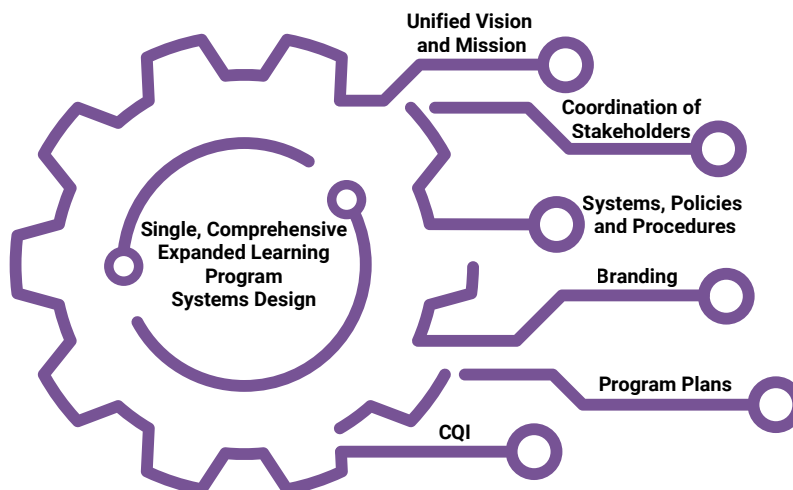 Unified Vision
and Mission
Coordination of
Stakeholders
Single, Comprehensive
Expanded Learning
Program
Systems Design
Systems, Policies
and Procedures
Branding
Program Plans
CQI